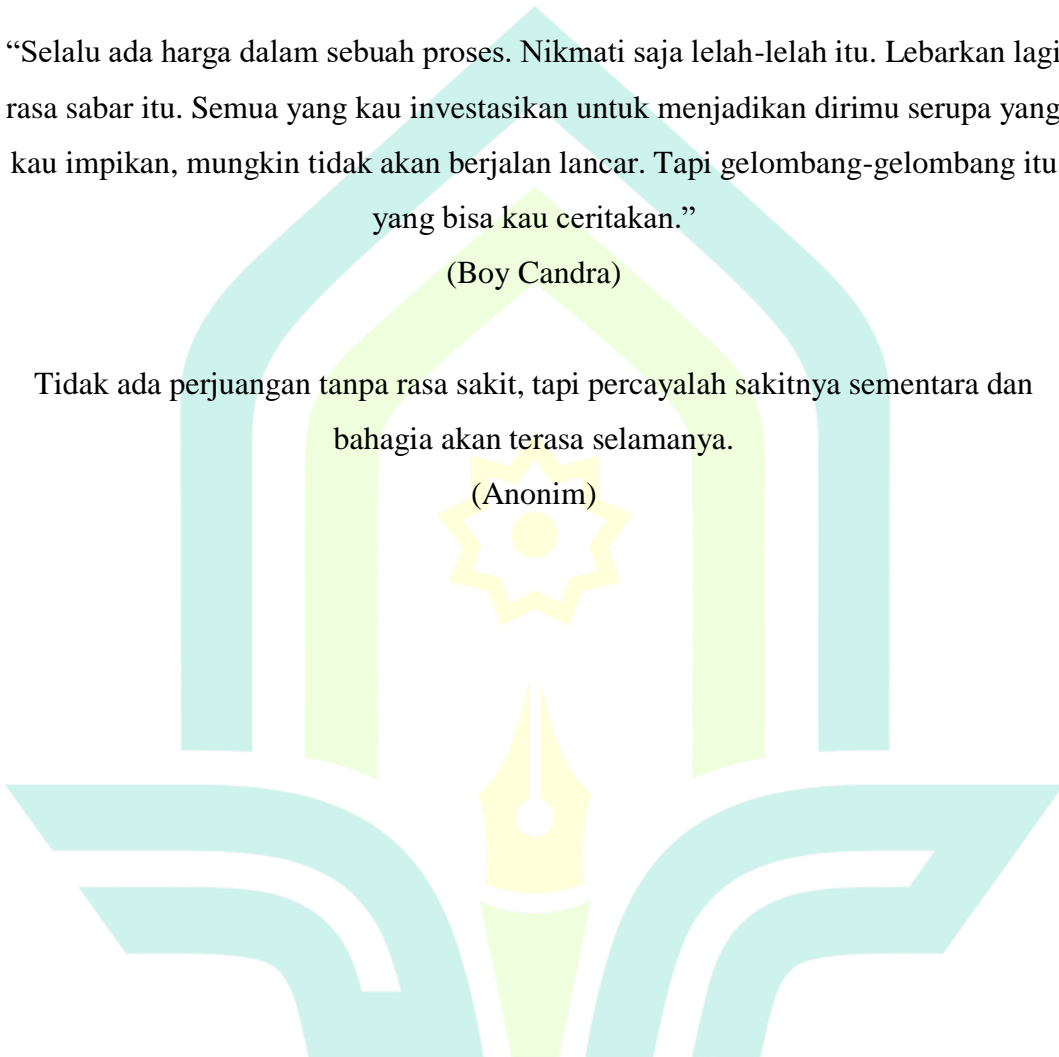 “Selalu ada harga dalam sebuah proses. Nikmati saja lelah-lelah itu. Lebarkan lagi
rasa sabar itu. Semua yang kau investasikan untuk menjadikan dirimu serupa yang
kau impikan, mungkin tidak akan berjalan lancar. Tapi gelombang-gelombang itu
yang bisa kau ceritakan.”
(Boy Candra)
Tidak ada perjuangan tanpa rasa sakit, tapi percayalah sakitnya sementara dan
bahagia akan terasa selamanya.
(Anonim)